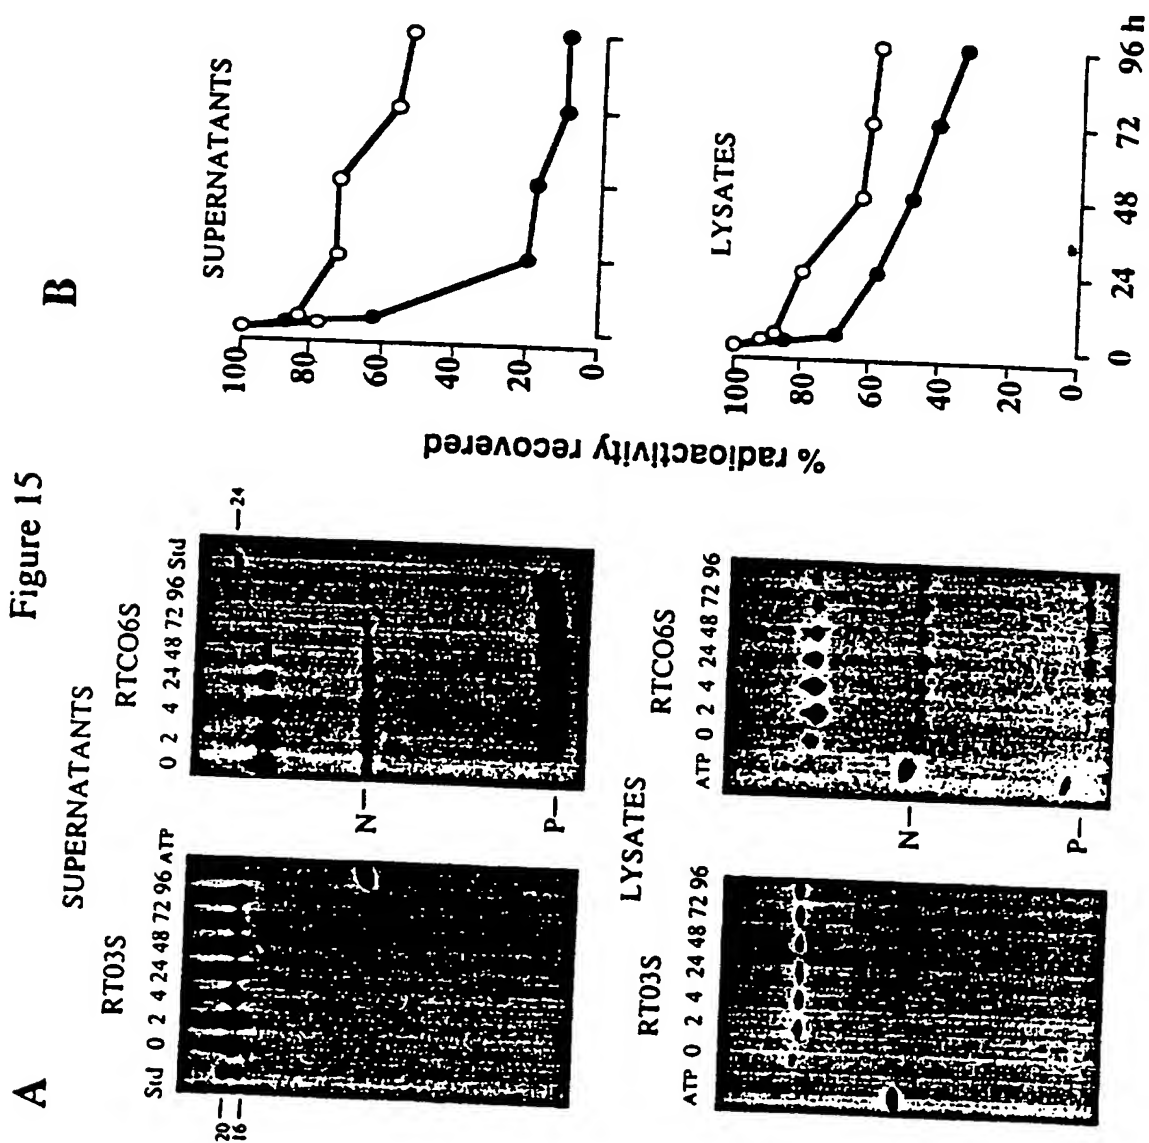 Figure 15
A
SUPERNATANTS
RT03S
Std 0 2 4 24 48 72 96 ATP
20–
16–
RTCO6S
0 2 4 24 48 72 96 Std
–24
N–
P–
LYSATES
RT03S
ATP 0 2 4 24 48 72 96
RTCO6S
ATP 0 2 4 24 48 72 96
N–
P–
B
% radioactivity recovered
SUPERNATANTS
100
80
60
40
20
0
LYSATES
100
80
60
40
20
0
0 24 48 72 96 h